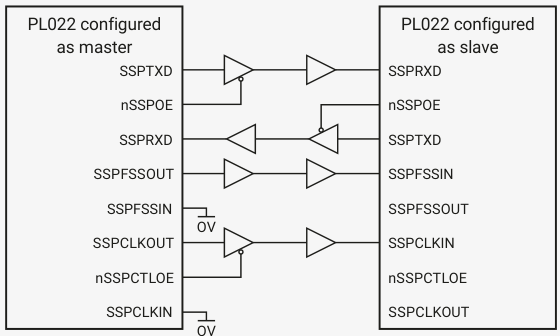 PL022 configured
as master
SSPTXD
nSSPOE
SSPRXD
SSPFSSOUT
SSPFSSIN
0V
SSPCLKOUT
nSSPCTLOE
SSPCLKIN
0V
PL022 configured
as slave
SSPRXD
nSSPOE
SSPTXD
SSPFSSIN
SSPFSSOUT
SSPCLKIN
nSSPCTLOE
SSPCLKOUT